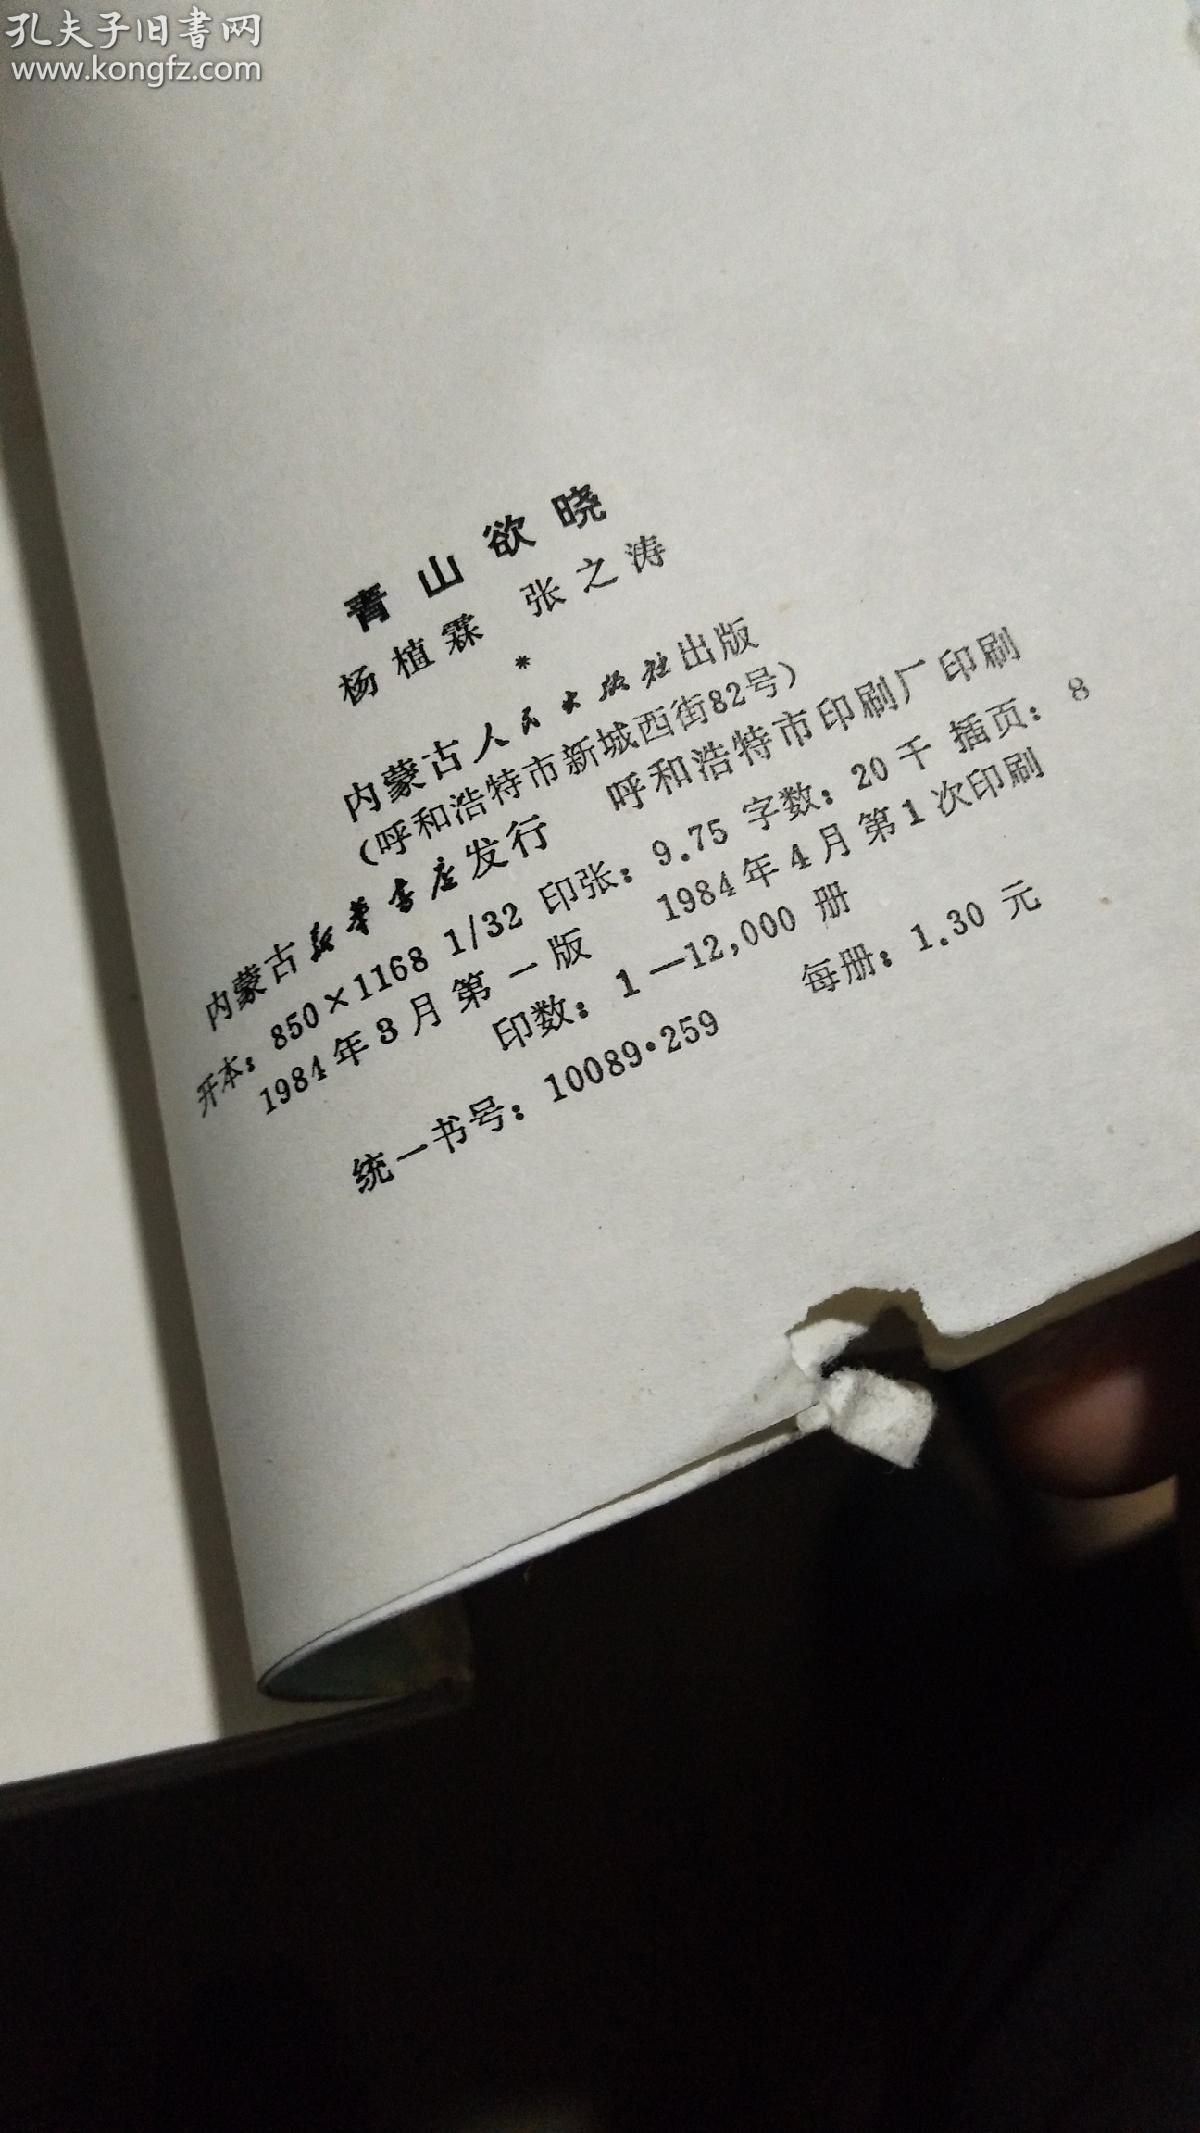 孔夫子旧書网
www.kongfz.com
青山欲晓
杨植霖 张之涛
*
内蒙古人民出版社出版
(呼和浩特市新城西街82号)
内蒙古新华书店发行 呼和浩特市印刷厂印刷
开本：850×1168 1/32 印张：9.75 字数：20千 插页：8
1984年3月第一版 1984年4月第1次印刷
印数：1—12,000 册
统一书号：10089·259 每册：1.30 元